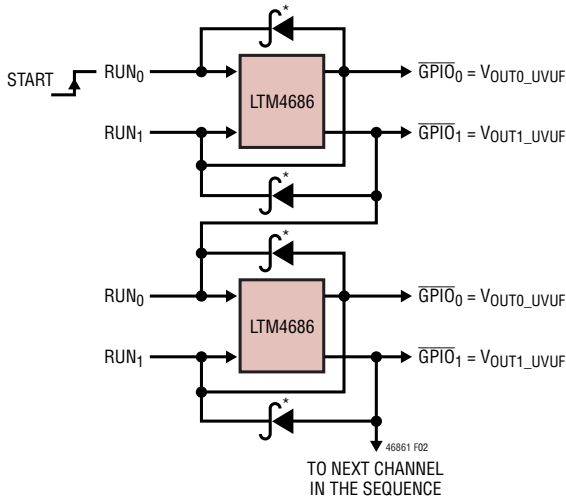 *
START
RUN0
GPIO0 = VOUT0_UVUF
LTM4686
RUN1
GPIO1 = VOUT1_UVUF
*
*
RUN0
GPIO0 = VOUT0_UVUF
LTM4686
RUN1
GPIO1 = VOUT1_UVUF
*
46861 F02
TO NEXT CHANNEL
IN THE SEQUENCE